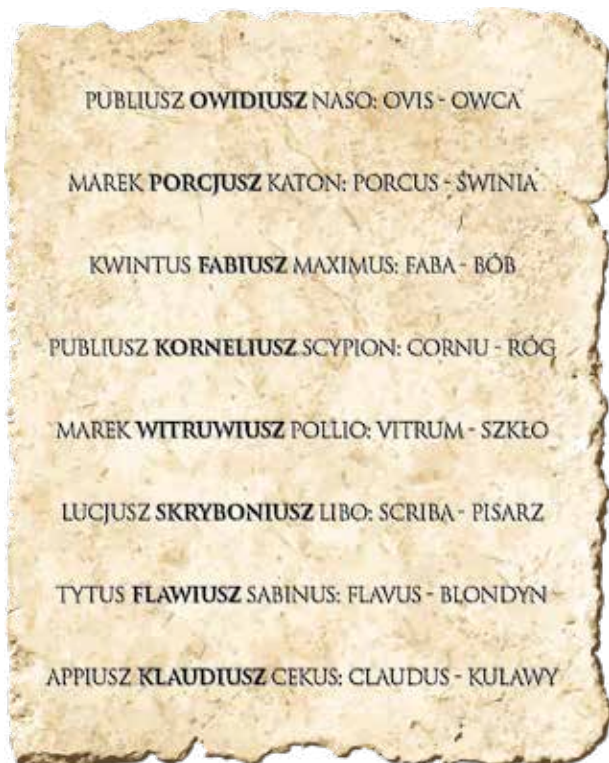 PUBLIUSZ OWIDIUSZ NASO: OVIS - OWCA
MAREK PORCJUSZ KATON: PORCUS - ŚWINIA
KWINTUS FABIUSZ MAXIMUS: FABA - BÓB
PUBLIUSZ KORNELIUSZ SCYPION: CORNU - RÓG
MAREK WITRUWIUSZ POLLIO: VITRUM - SZKŁO
LUCJUSZ SKRYBONIUSZ LIBO: SCRIBA - PISARZ
TYTUS FLAWIUSZ SABINUS: FLAVUS - BLONDYN
APPIUSZ KLAUDIUSZ CEKUS: CLAUDUS - KULAWY